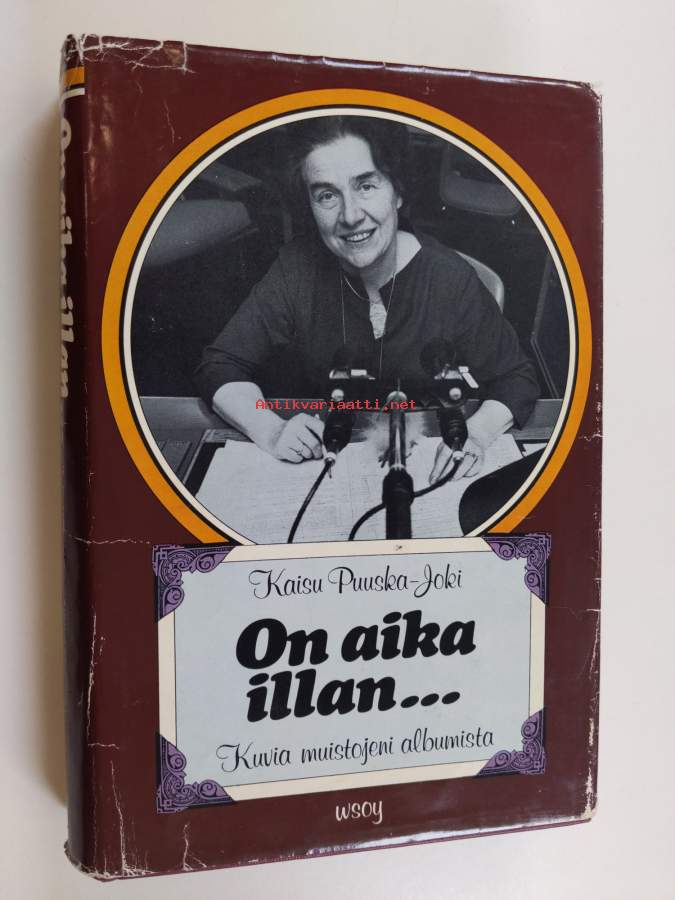 On aika illan
Antikvariaatti.net
Kaisu Puuska-Joki
On aika
illan...
Kuvia muistojeni albumista
wsoy